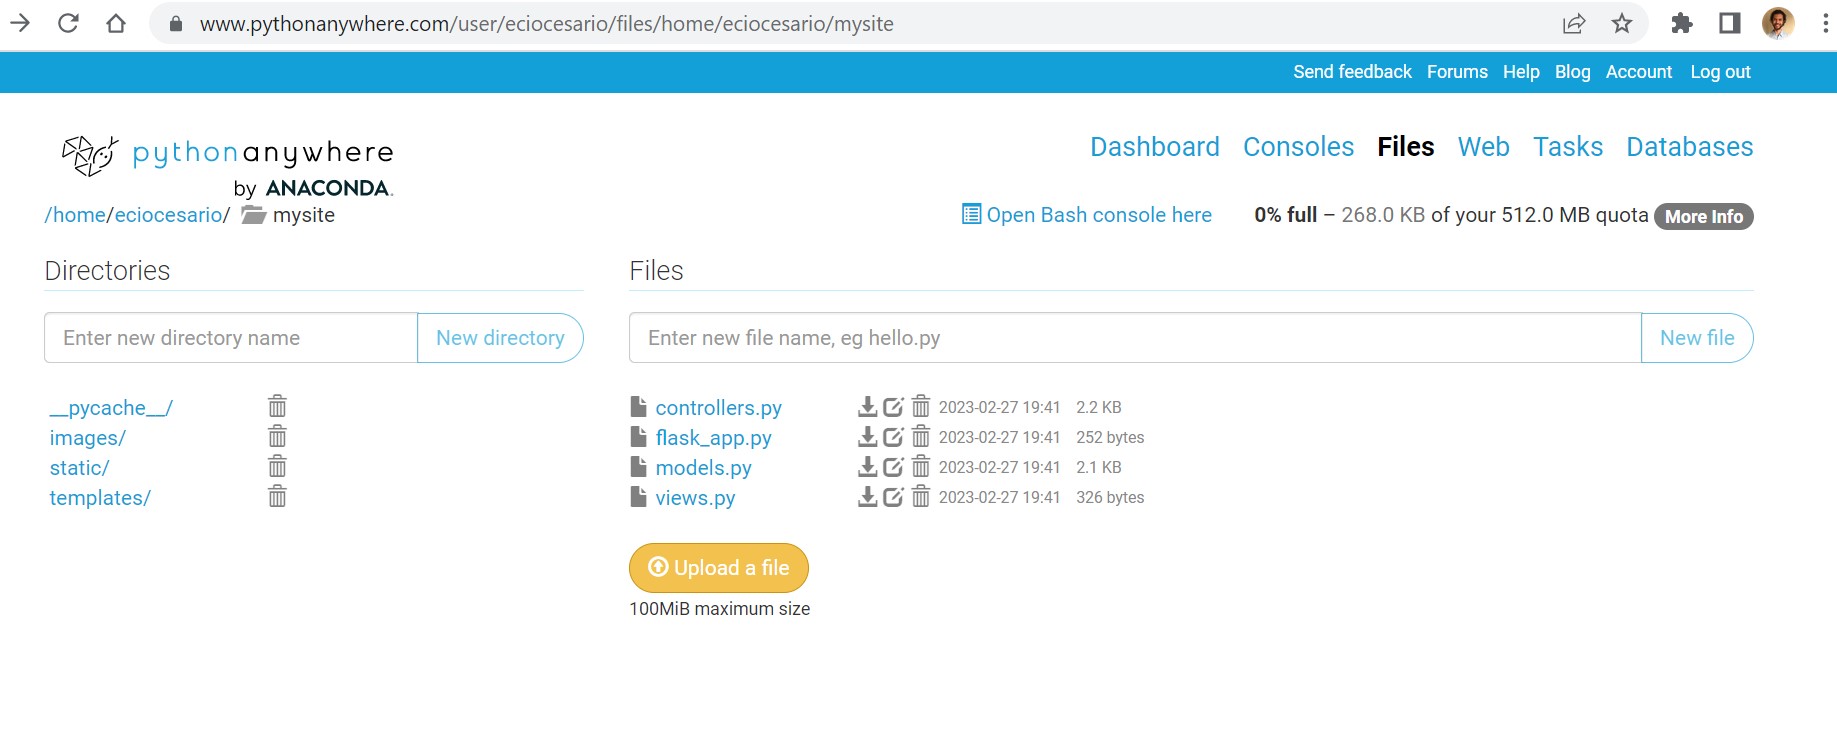 www.pythonanywhere.com/user/eciocesario/files/home/eciocesario/mysite
Send feedback Forums Help Blog Account Log out
pythonanywhere
by ANACONDA.
Dashboard Consoles Files Web Tasks Databases
/home/eciocesario/ mysite
Open Bash console here 0% full – 268.0 KB of your 512.0 MB quota More Info
Directories
Enter new directory name New directory
__pycache__/
images/
static/
templates/
Files
Enter new file name, eg hello.py New file
controllers.py 2023-02-27 19:41 2.2 KB
flask_app.py 2023-02-27 19:41 252 bytes
models.py 2023-02-27 19:41 2.1 KB
views.py 2023-02-27 19:41 326 bytes
Upload a file
100MiB maximum size